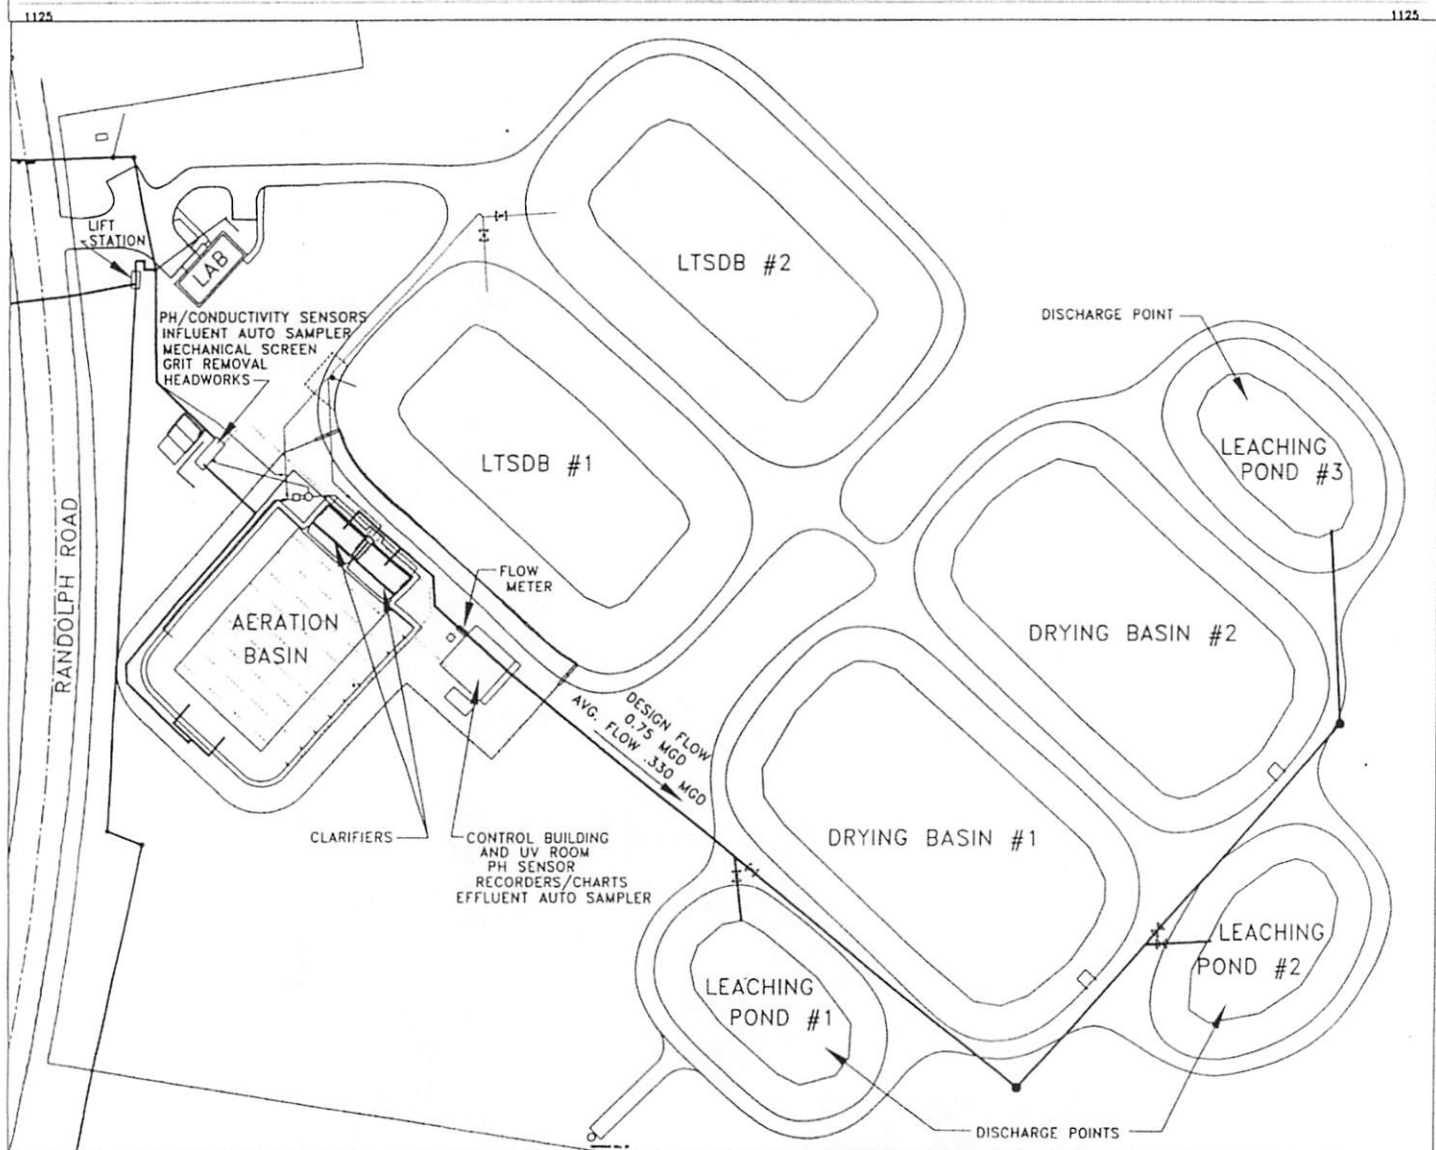 1125
1125
LIFT
STATION
LAB
LTSDB #2
PH/CONDUCTIVITY SENSORS
INFLUENT AUTO SAMPLER
MECHANICAL SCREEN
GRIT REMOVAL
HEADWORKS
DISCHARGE POINT
LEACHING
POND #3
LTSDB #1
RANDOLPH ROAD
FLOW
METER
AERATION
BASIN
DRYING BASIN #2
DESIGN FLOW
0.75 MGD
AVG. FLOW .330 MGD
CLARIFIERS
CONTROL BUILDING
AND UV ROOM
PH SENSOR
RECORDERS/CHARTS
EFFLUENT AUTO SAMPLER
DRYING BASIN #1
LEACHING
POND #2
LEACHING
POND #1
DISCHARGE POINTS